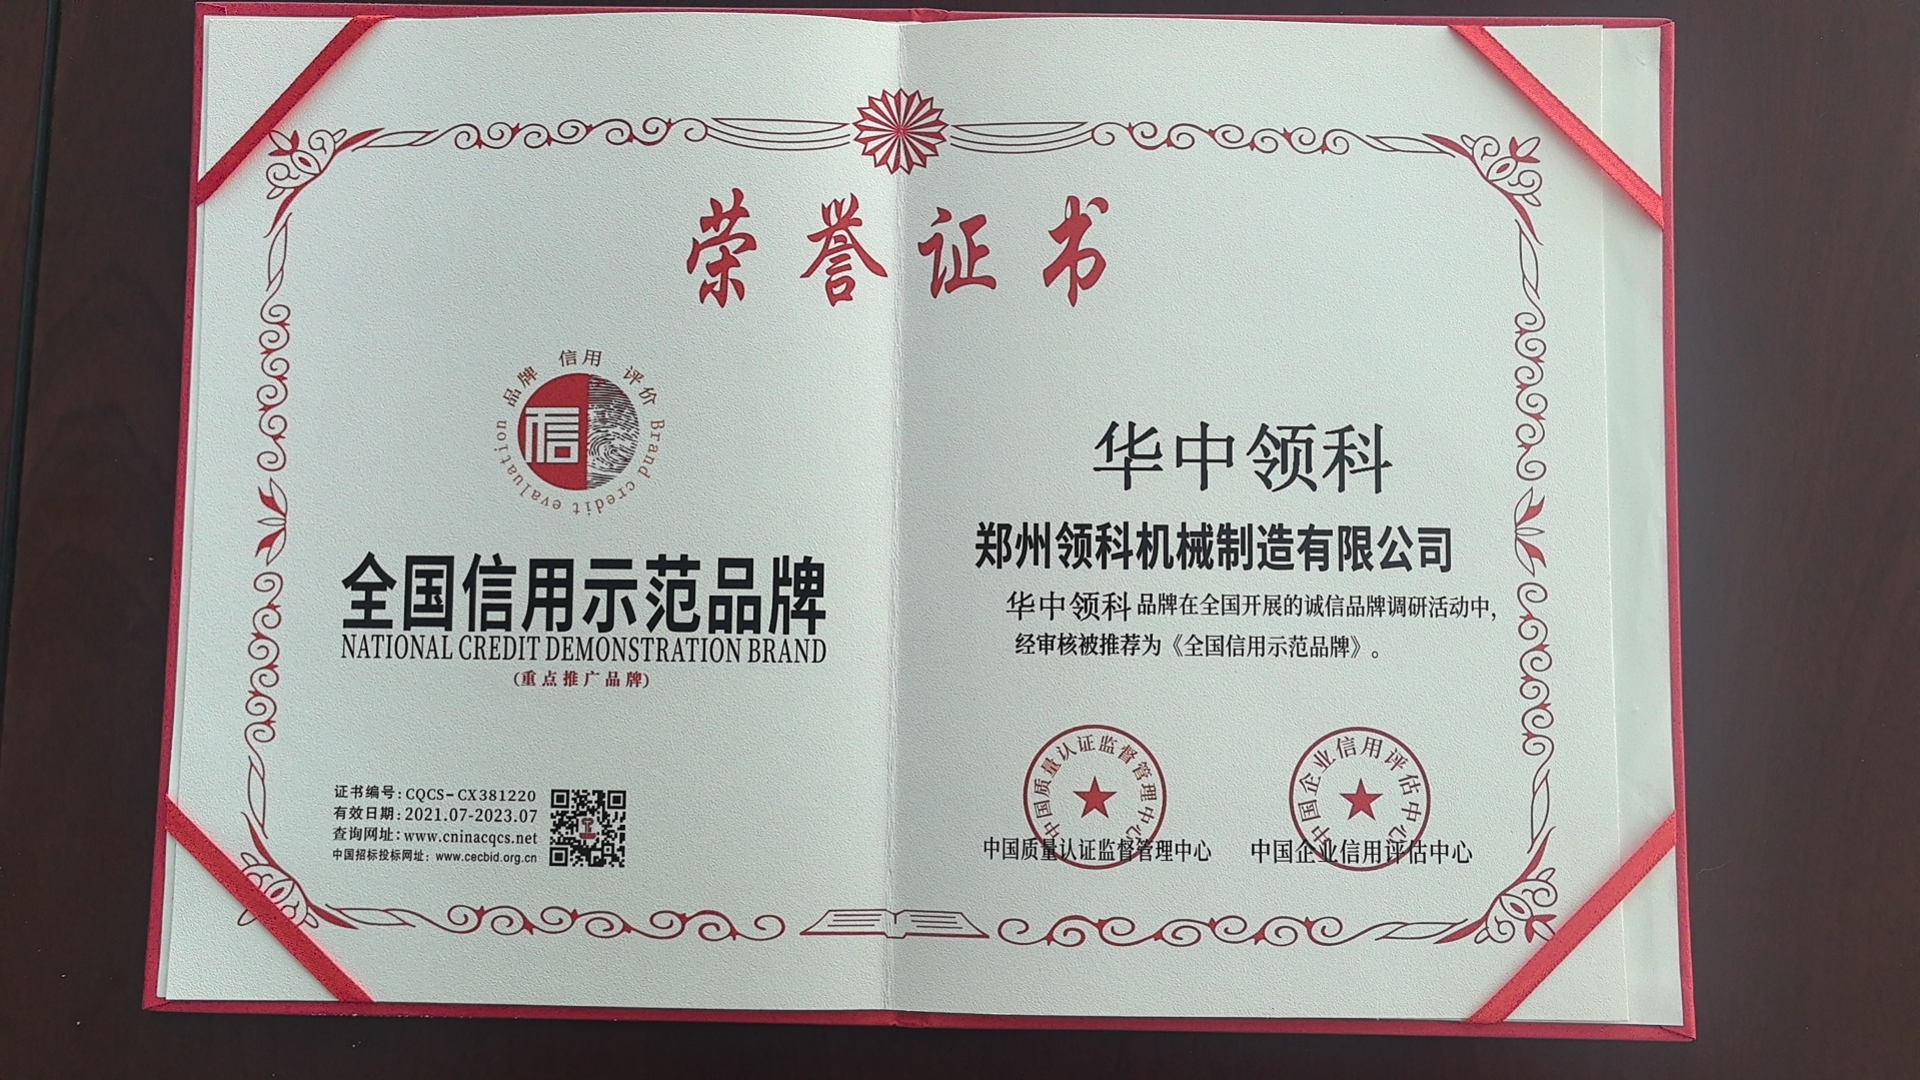 荣誉证书
品牌 信用 评价 Brand credit evaluation
信
全国信用示范品牌
NATIONAL CREDIT DEMONSTRATION BRAND
(重点推广品牌)
证书编号:CQCS-CX381220
有效日期:2021.07-2023.07
查询网址:www.cninacqcs.net
中国招标投标网址:www.cecbid.org.cn
华中领科
郑州领科机械制造有限公司
华中领科品牌在全国开展的诚信品牌调研活动中,
经审核被推荐为《全国信用示范品牌》。
中国质量认证监督管理中心
中国企业信用评估中心
中国质量认证监督管理中心
中国企业信用评估中心